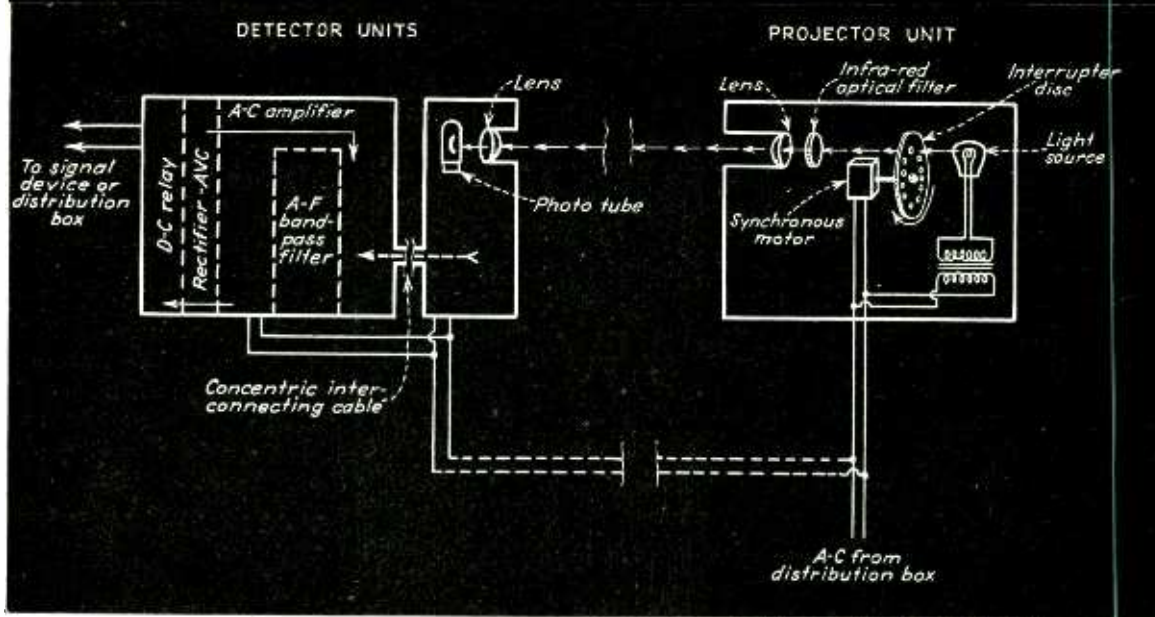 DETECTOR UNITS
PROJECTOR UNIT
Lens
A-C amplifier
Lens
Infra-red
optical filter
Interrupter
disc
Light
source
To signal
device or
distribution
box
D-C relay
Rectifier-AVC
A-F
band-
pass
filter
Photo tube
Synchronous
motor
Concentric inter-
connecting cable
A-C from
distribution box